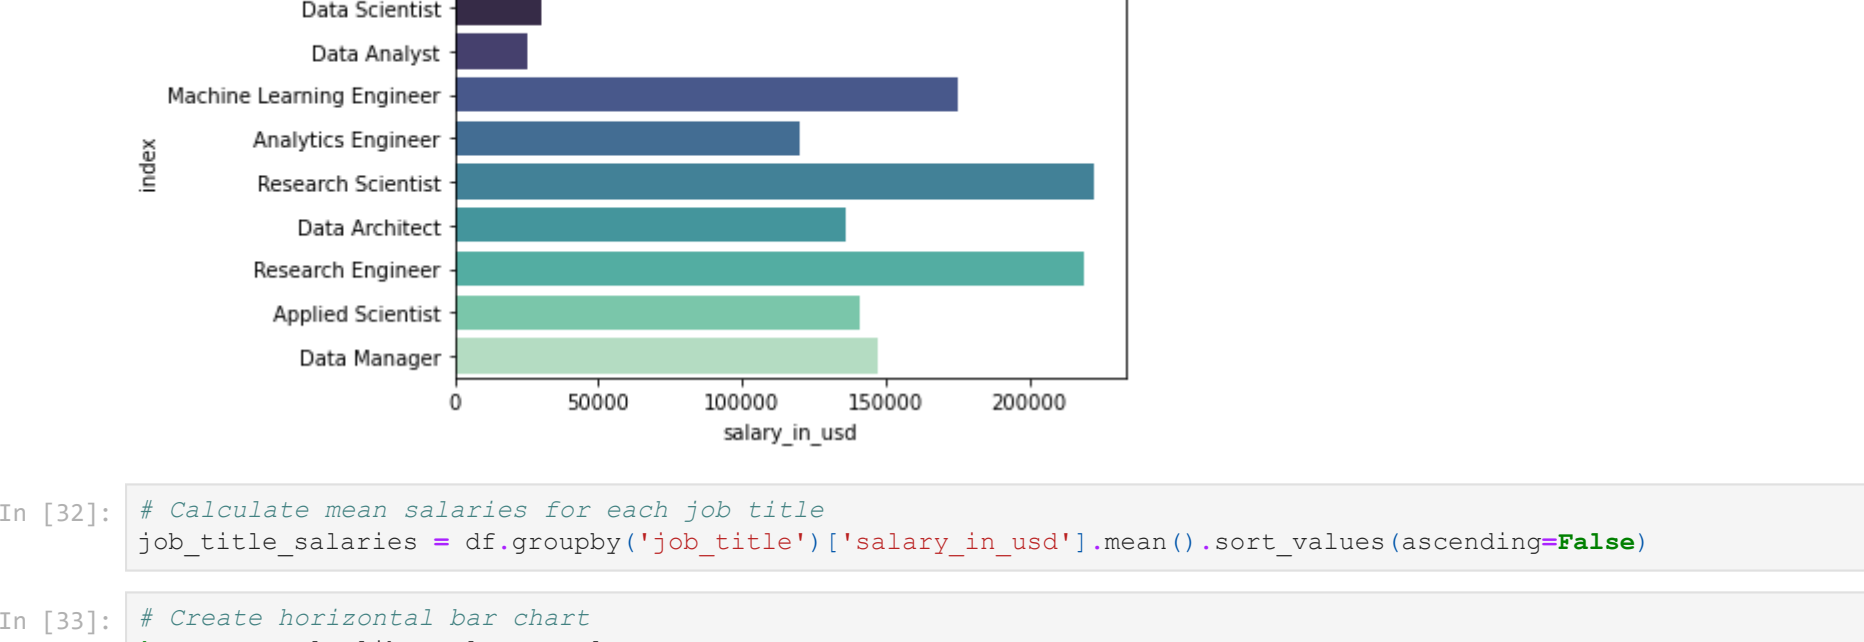 Data Scientist
Data Analyst
Machine Learning Engineer
Analytics Engineer
index
Research Scientist
Data Architect
Research Engineer
Applied Scientist
Data Manager
0 50000 100000 150000 200000
salary_in_usd
In [32]:
# Calculate mean salaries for each job title
job_title_salaries = df.groupby('job_title')['salary_in_usd'].mean().sort_values(ascending=False)
In [33]:
# Create horizontal bar chart